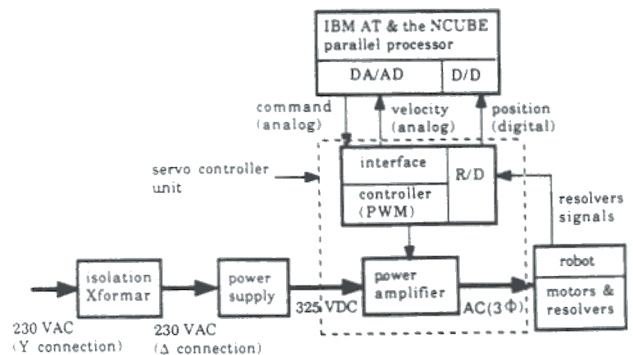 IBM AT & the NCUBE
parallel processor
DA/AD
D/D
command
(analog)
velocity
(analog)
position
(digital)
servo controller
unit
interface
R/D
controller
(PWM)
resolvers
signals
isolation
Xformar
power
supply
power
amplifier
robot
motors &
resolvers
325 VDC
AC(3Φ)
230 VAC
(Y connection)
230 VAC
(Δ connection)